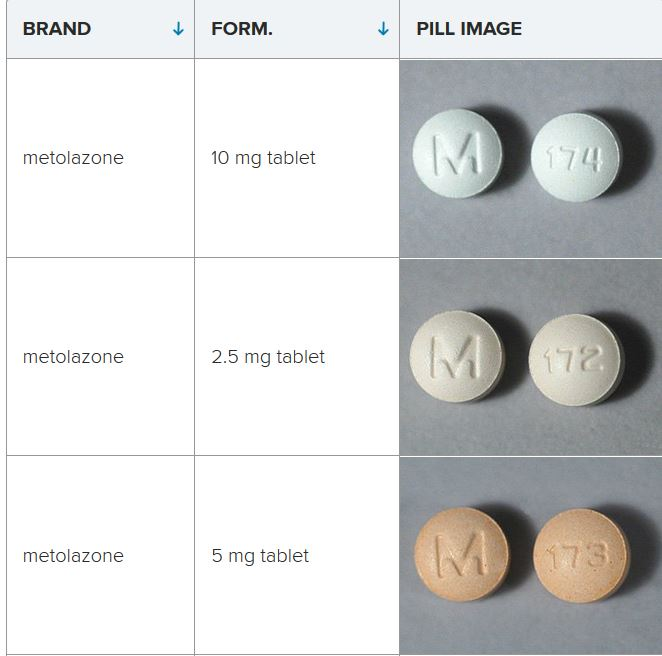 BRAND ↓ FORM. ↓ PILL IMAGE
metolazone 10 mg tablet M 174
metolazone 2.5 mg tablet M 172
metolazone 5 mg tablet M 173